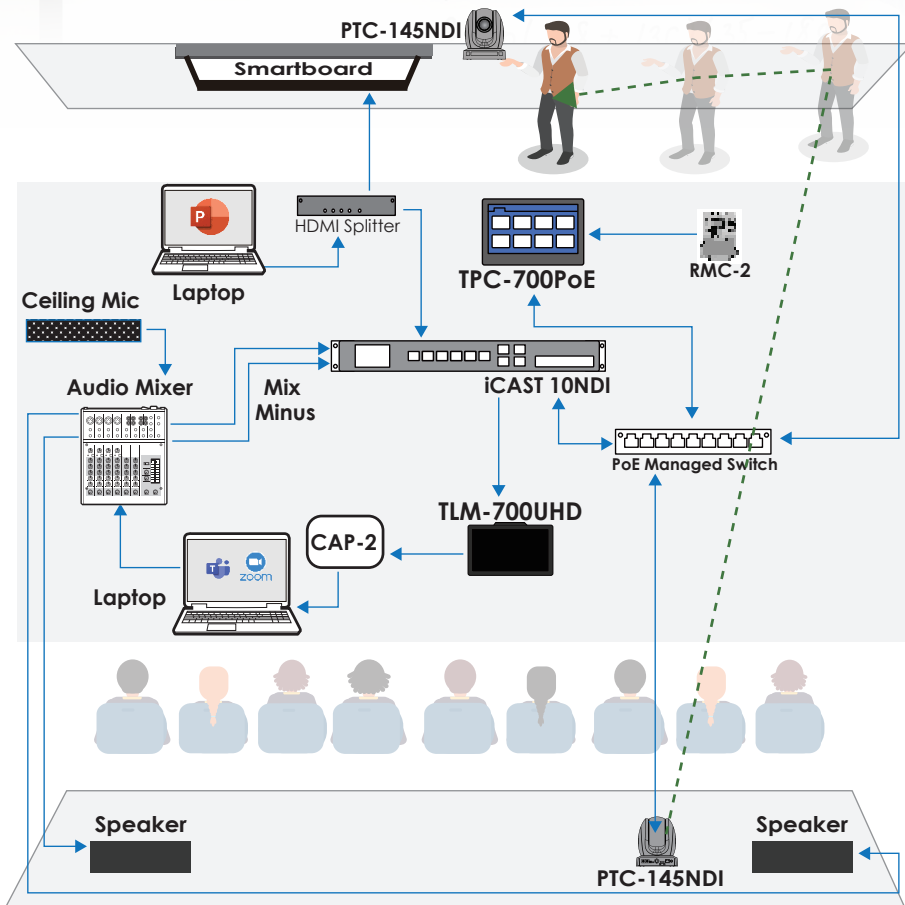 PTC-145NDI
Smartboard
P
HDMI Splitter
Laptop
TPC-700PoE
RMC-2
Ceiling Mic
Audio Mixer
Mix
Minus
iCAST 10NDI
PoE Managed Switch
TLM-700UHD
CAP-2
T
zoom
Laptop
Speaker
Speaker
PTC-145NDI